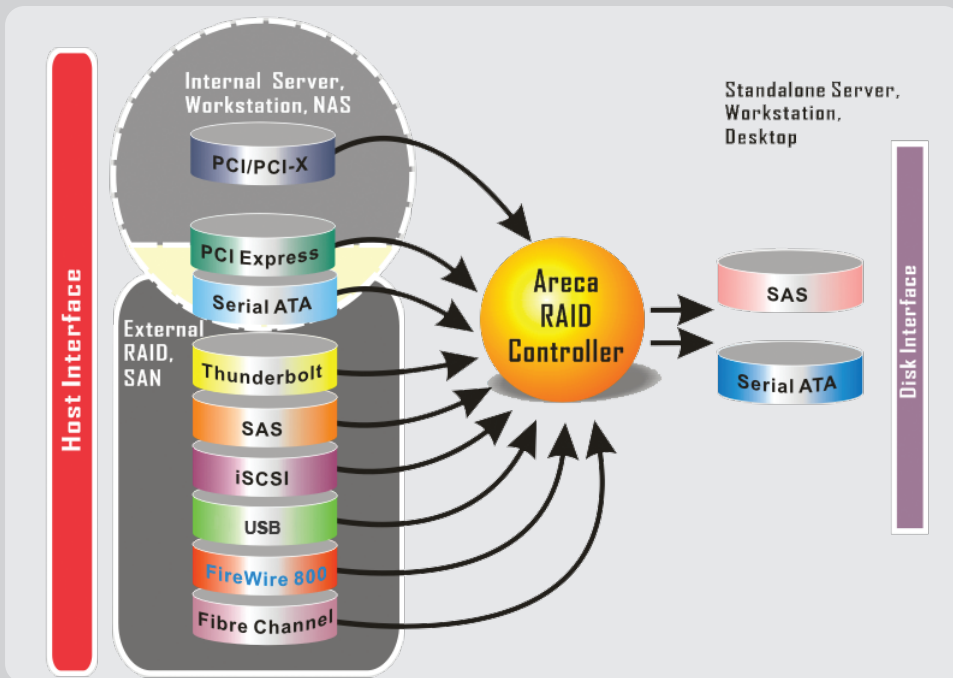 Host Interface
Internal Server,
Workstation, NAS
PCI/PCI-X
PCI Express
Serial ATA
External
RAID,
SAN
Thunderbolt
SAS
iSCSI
USB
FireWire 800
Fibre Channel
Areca
RAID
Controller
Standalone Server,
Workstation,
Desktop
SAS
Serial ATA
Disk Interface